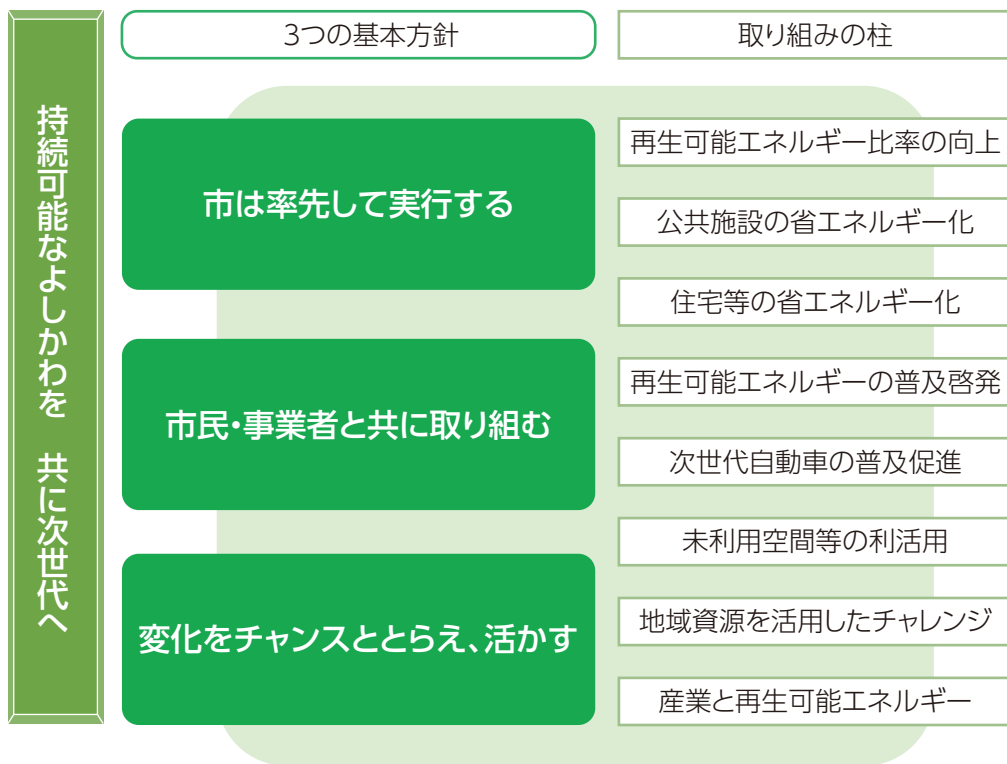 持続可能なよしかわを 共に次世代へ
3つの基本方針
取り組みの柱
市は率先して実行する
市民・事業者と共に取り組む
変化をチャンスととらえ、活かす
再生可能エネルギー比率の向上
公共施設の省エネルギー化
住宅等の省エネルギー化
再生可能エネルギーの普及啓発
次世代自動車の普及促進
未利用空間等の利活用
地域資源を活用したチャレンジ
産業と再生可能エネルギー